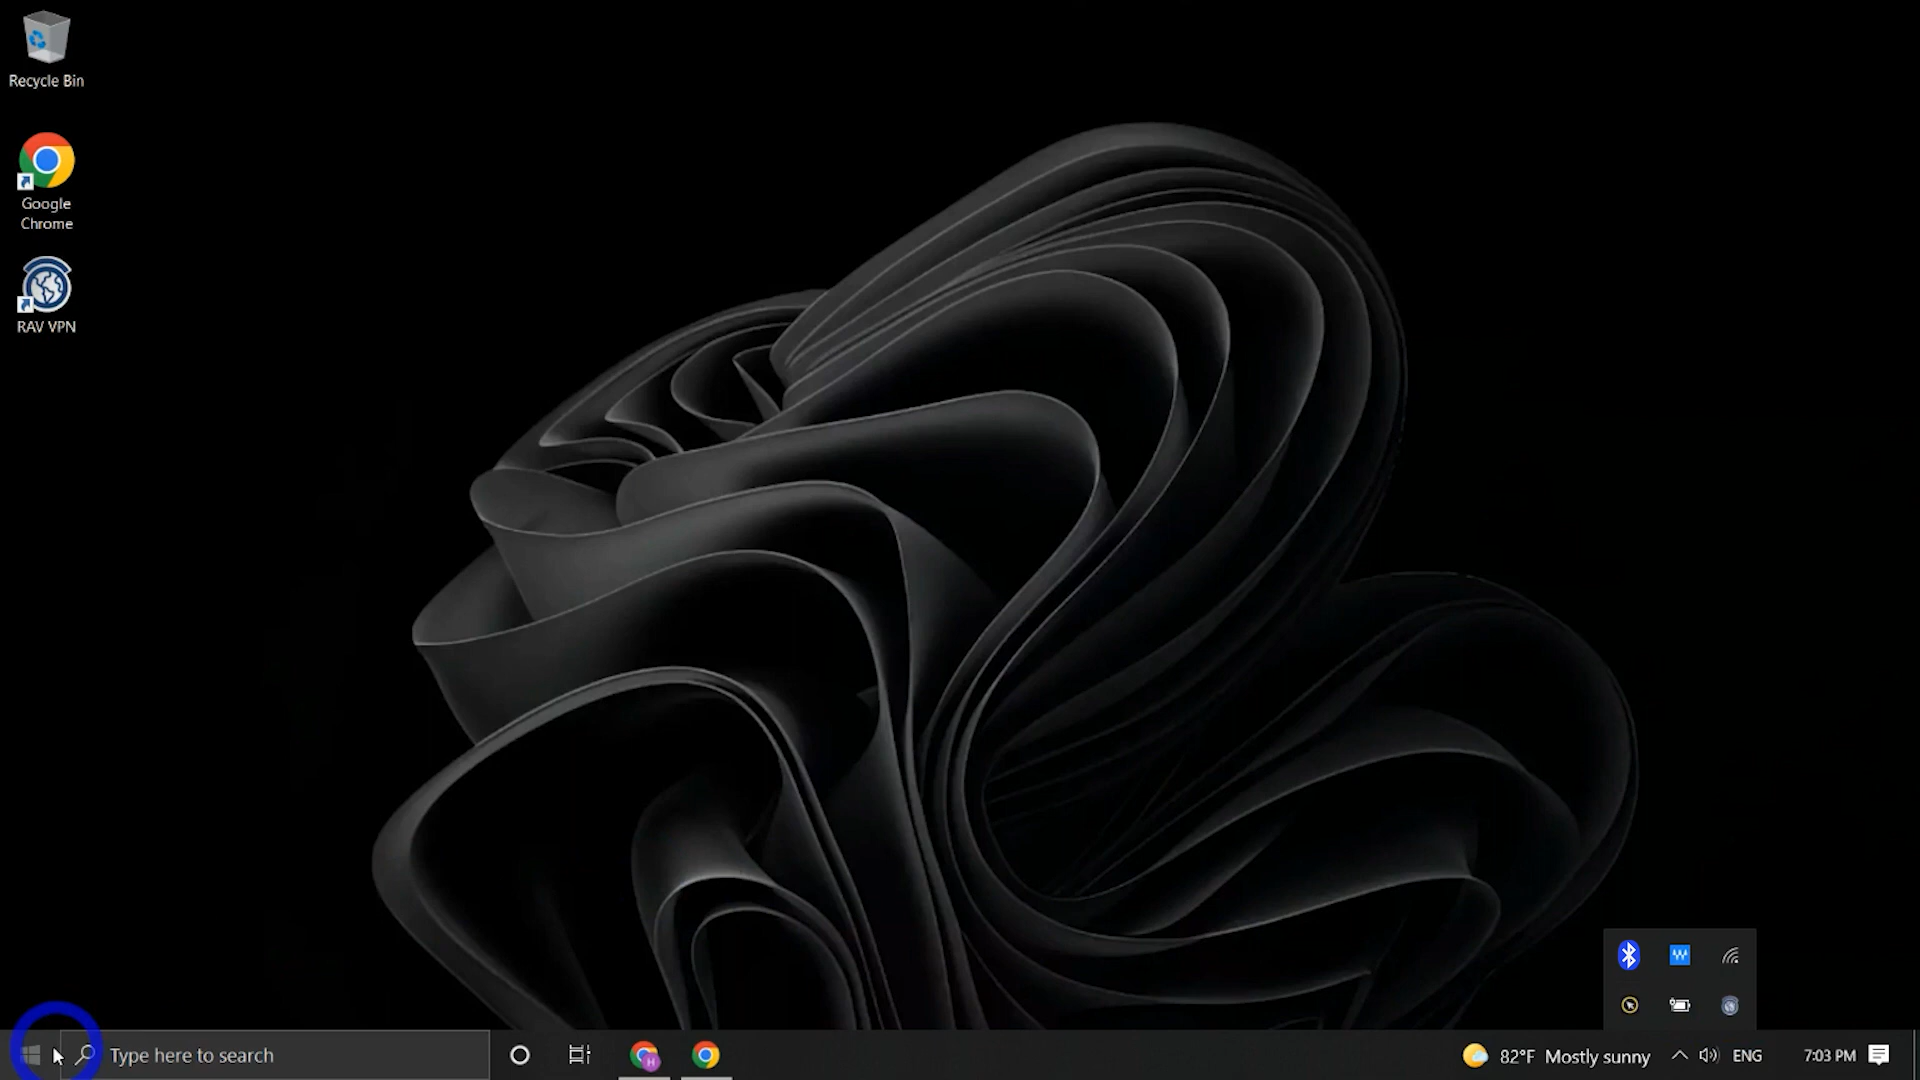 Recycle Bin
Google
Chrome
RAV VPN
Type here to search
82°F Mostly sunny
ENG
7:03 PM